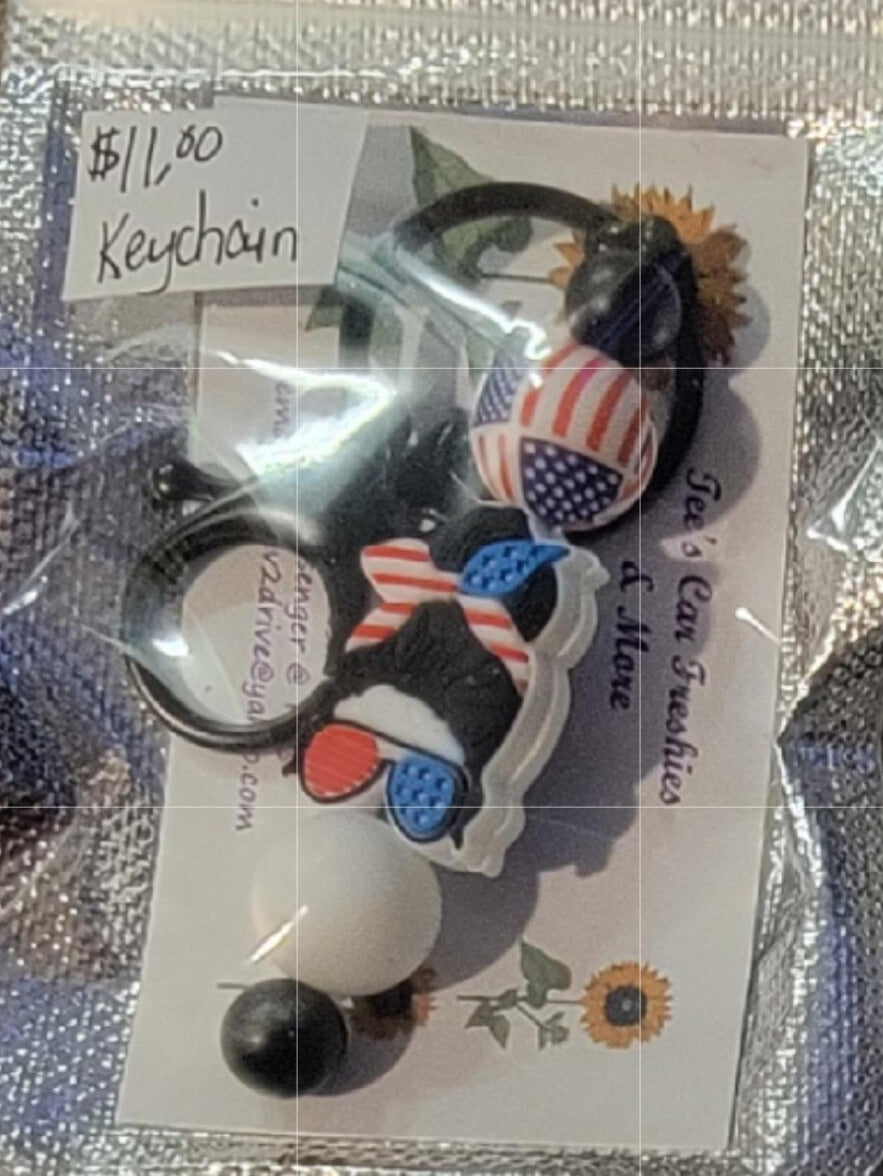 $11.00
Keychain
Tee's Car Freshies
& More
enger @
v2drive@ya
.com